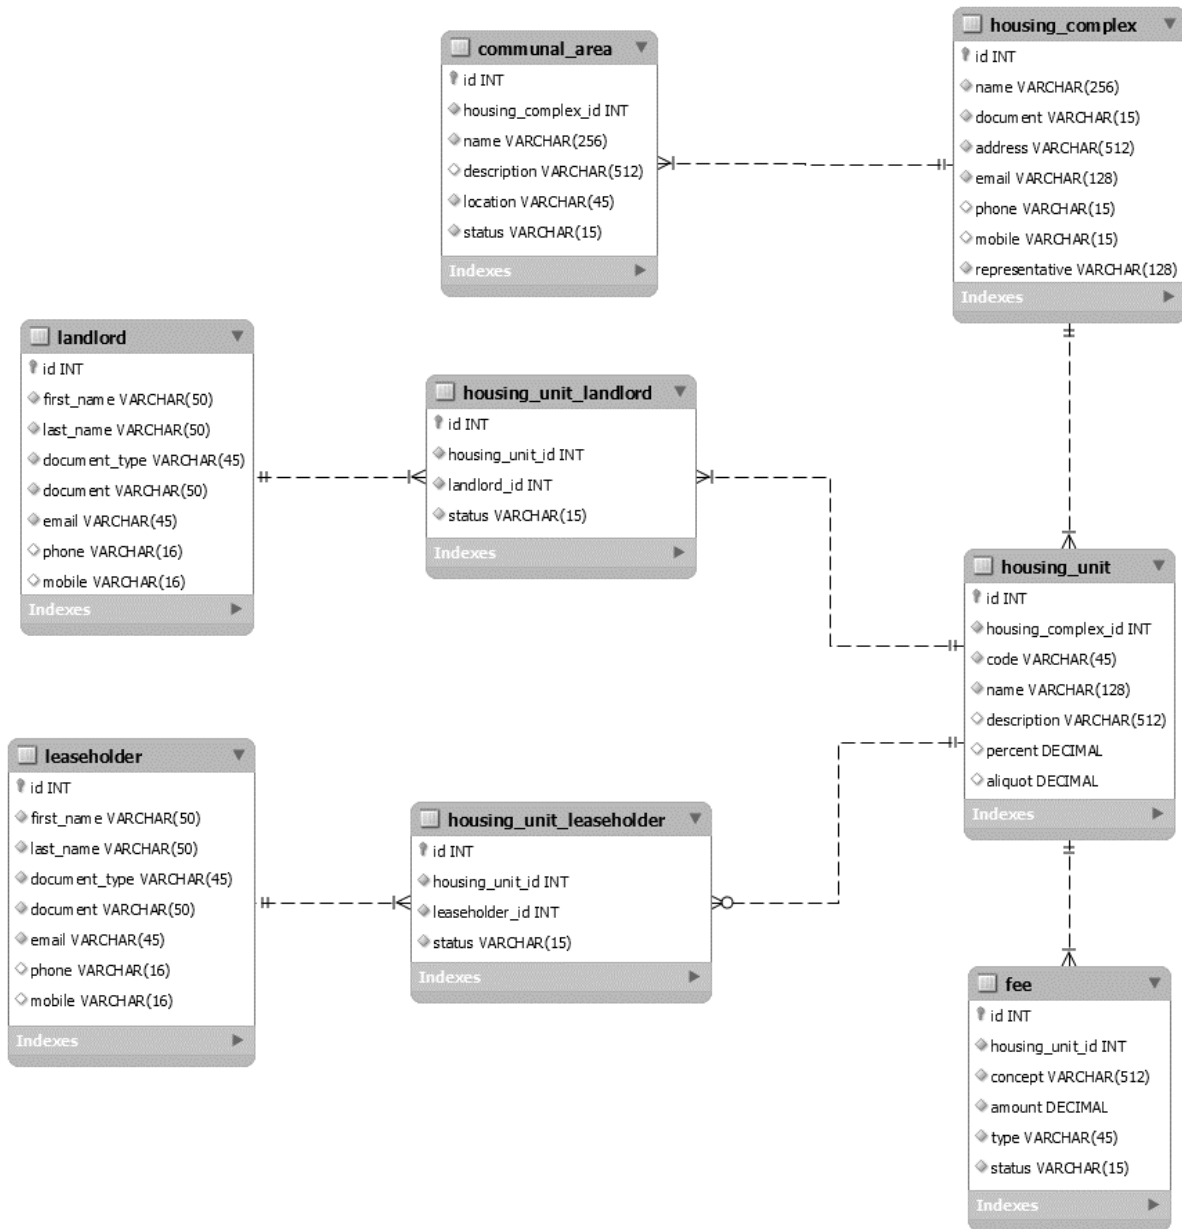 communal_area
id INT
housing_complex_id INT
name VARCHAR(256)
description VARCHAR(512)
location VARCHAR(45)
status VARCHAR(15)
Indexes
housing_complex
id INT
name VARCHAR(256)
document VARCHAR(15)
address VARCHAR(512)
email VARCHAR(128)
phone VARCHAR(15)
mobile VARCHAR(15)
representative VARCHAR(128)
Indexes
landlord
id INT
first_name VARCHAR(50)
last_name VARCHAR(50)
document_type VARCHAR(45)
document VARCHAR(50)
email VARCHAR(45)
phone VARCHAR(16)
mobile VARCHAR(16)
Indexes
housing_unit_landlord
id INT
housing_unit_id INT
landlord_id INT
status VARCHAR(15)
Indexes
housing_unit
id INT
housing_complex_id INT
code VARCHAR(45)
name VARCHAR(128)
description VARCHAR(512)
percent DECIMAL
aliquot DECIMAL
Indexes
leaseholder
id INT
first_name VARCHAR(50)
last_name VARCHAR(50)
document_type VARCHAR(45)
document VARCHAR(50)
email VARCHAR(45)
phone VARCHAR(16)
mobile VARCHAR(16)
Indexes
housing_unit_leaseholder
id INT
housing_unit_id INT
leaseholder_id INT
status VARCHAR(15)
Indexes
fee
id INT
housing_unit_id INT
concept VARCHAR(512)
amount DECIMAL
type VARCHAR(45)
status VARCHAR(15)
Indexes